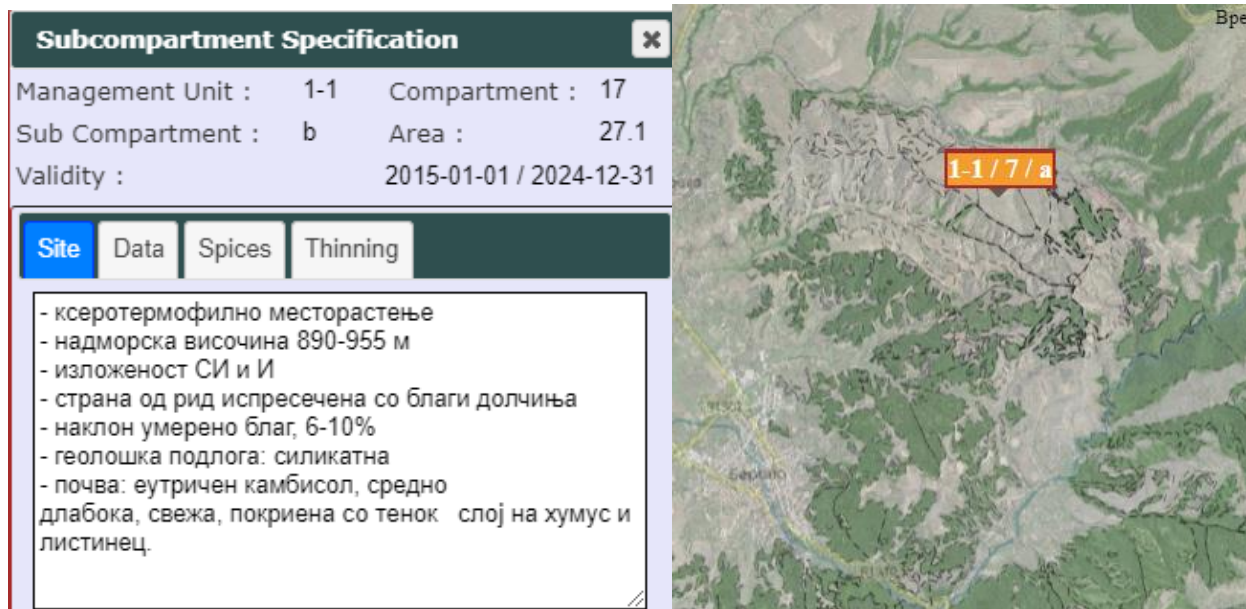 Subcompartment Specification
Management Unit : 1-1 Compartment : 17
Sub Compartment : b Area : 27.1
Validity : 2015-01-01 / 2024-12-31
Site Data Spices Thinning
- ксеротермофилно месторастење
- надморска височина 890-955 м
- изложеност СИ и И
- страна од рид испресечена со благи долчиња
- наклон умерено благ, 6-10%
- геолошка подлога: силикатна
- почва: еутричен камбисол, средно
длабока, свежа, покриена со тенок слој на хумус и
листинец.
Вре
1-1 / 7 / a
Берово